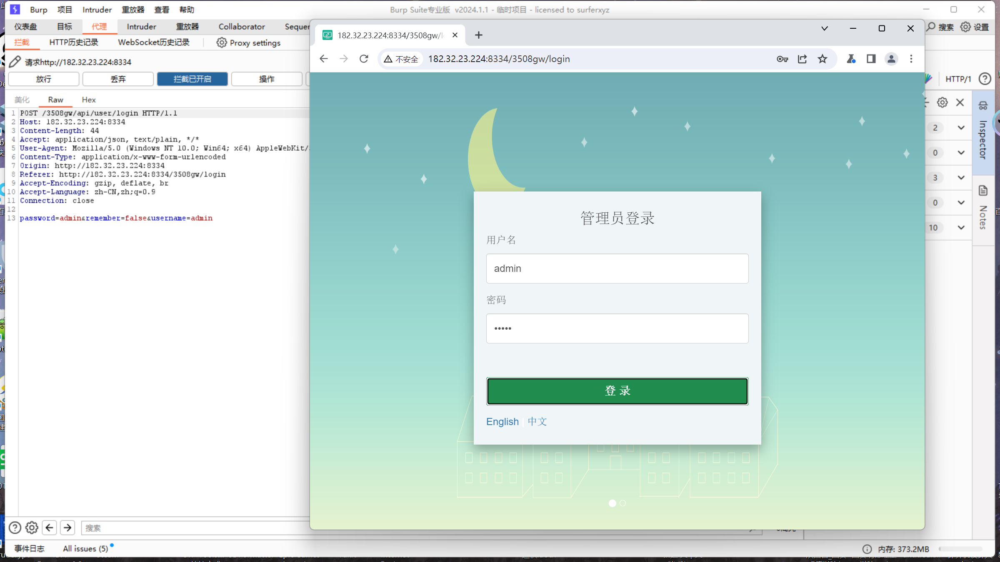 Burp 项目 Intruder 重放器 查看 帮助
Burp Suite专业版 v2024.1.1 - 临时项目 - licensed to surferxyz
仪表盘 目标 代理 Intruder 重放器 Collaborator Sequen
搜索 设置
拦截 HTTP历史记录 WebSocket历史记录 Proxy settings
请求http://182.32.23.224:8334
放行 丢弃 拦截已开启 操作
HTTP/1
美化 Raw Hex
1 POST /3508gw/api/user/login HTTP/1.1
2 Host: 182.32.23.224:8334
3 Content-Length: 44
4 Accept: application/json, text/plain, */*
5 User-Agent: Mozilla/5.0 (Windows NT 10.0; Win64; x64) AppleWebKit/
6 Content-Type: application/x-www-form-urlencoded
7 Origin: http://182.32.23.224:8334
8 Referer: http://182.32.23.224:8334/3508gw/login
9 Accept-Encoding: gzip, deflate, br
10 Accept-Language: zh-CN,zh;q=0.9
11 Connection: close
12
13 password=admin&remember=false&username=admin
182.32.23.224:8334/3508gw/l
不安全 182.32.23.224:8334/3508gw/login
管理员登录
用户名
admin
密码
•••••
登 录
English | 中文
2
0
3
0
10
Inspector
Notes
搜索
事件日志 All issues (5)
内存: 373.2MB